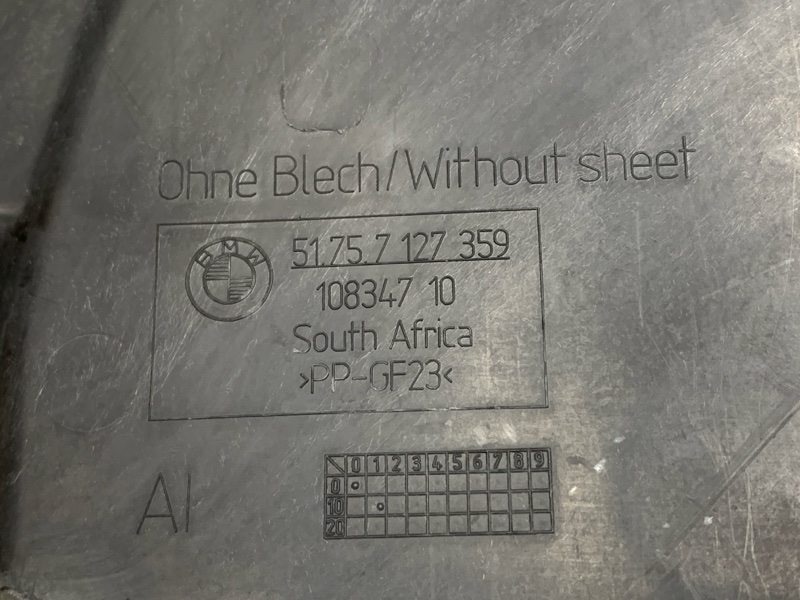 Ohne Blech/Without sheet
BMW
51.75.7 127 359
108347 10
South Africa
>PP-GF23<
AI
0 1 2 3 4 5 6 7 8 9
0
10
20